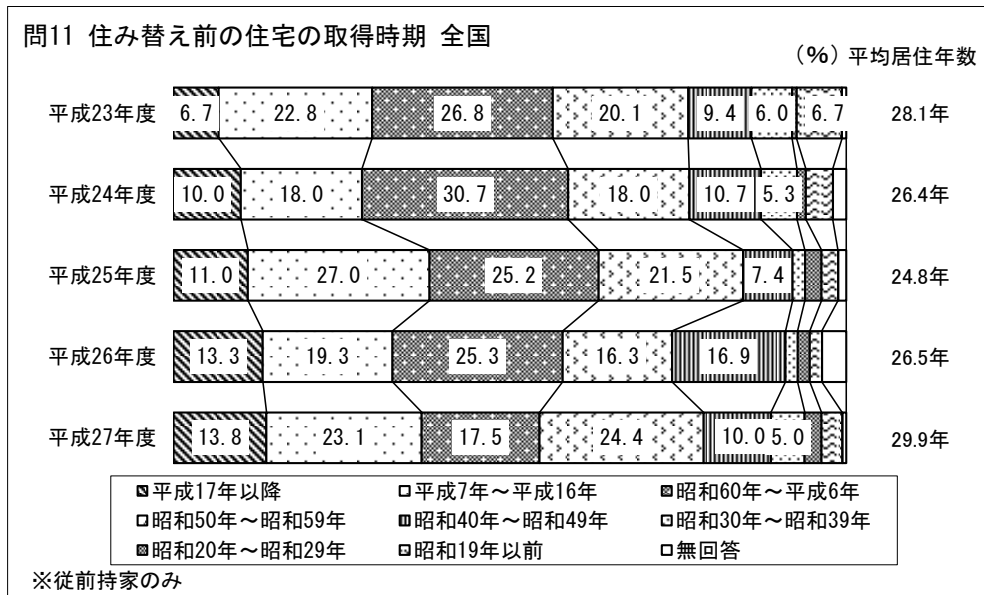 問11 住み替え前の住宅の取得時期 全国
(%) 平均居住年数
平成23年度 6.7 22.8 26.8 20.1 9.4 6.0 6.7 28.1年
平成24年度 10.0 18.0 30.7 18.0 10.7 5.3 26.4年
平成25年度 11.0 27.0 25.2 21.5 7.4 24.8年
平成26年度 13.3 19.3 25.3 16.3 16.9 26.5年
平成27年度 13.8 23.1 17.5 24.4 10.0 5.0 29.9年
平成17年以降 平成7年～平成16年 昭和60年～平成6年
昭和50年～昭和59年 昭和40年～昭和49年 昭和30年～昭和39年
昭和20年～昭和29年 昭和19年以前 無回答
※従前持家のみ